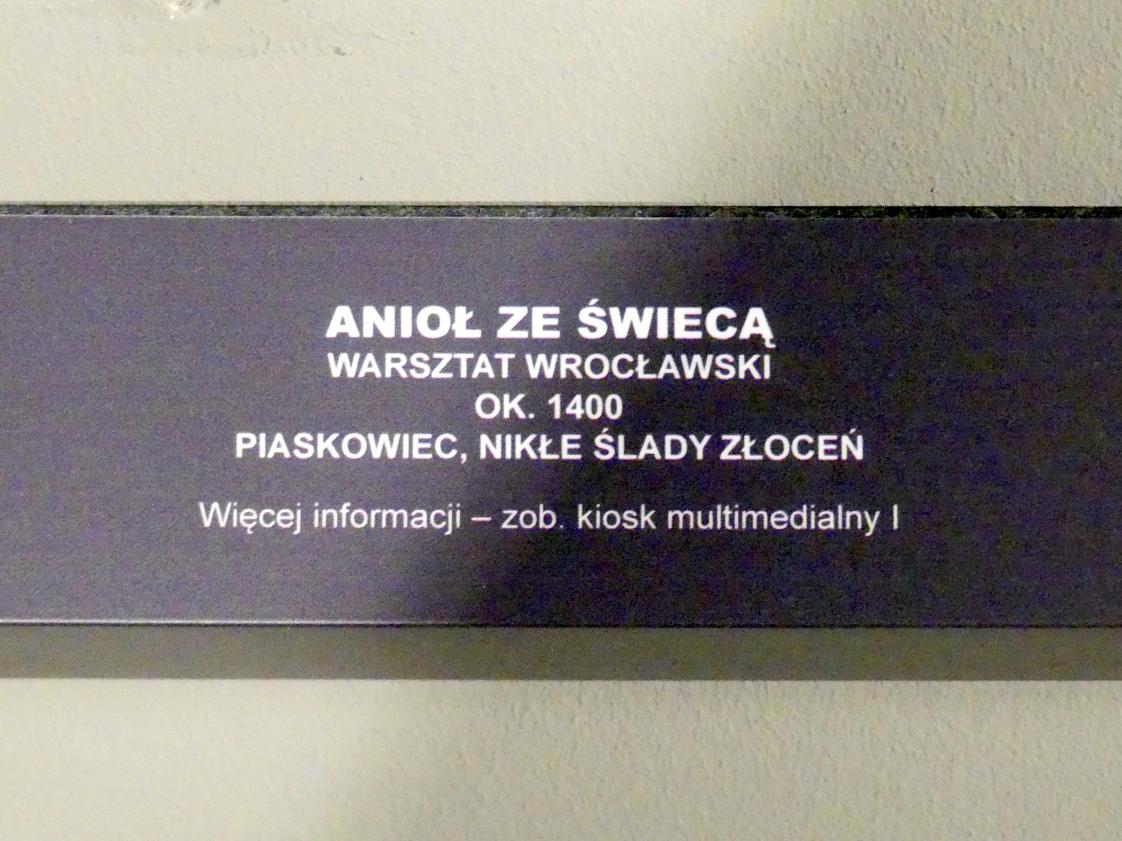 ANIOŁ ZE ŚWIECĄ
WARSZTAT WROCŁAWSKI
OK. 1400
PIASKOWIEC, NIKŁE ŚLADY ZŁOCEŃ
Więcej informacji – zob. kiosk multimedialny I